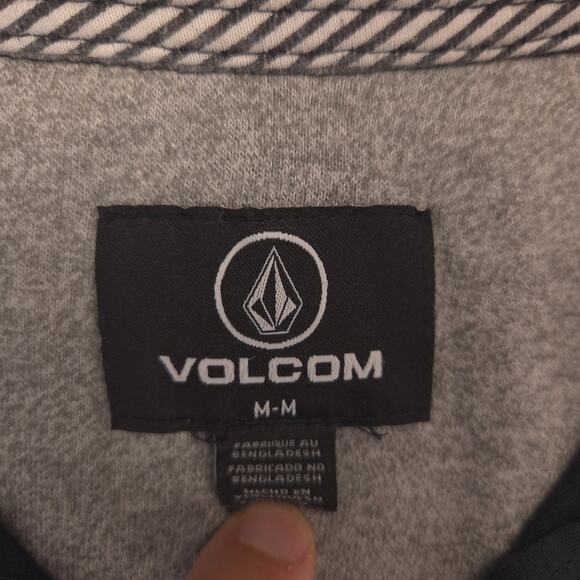 VOLCOM
M-M
FABRIQUE AU
BENGLADESH
FABRICADO NO
BENGLADESH
HECHO EN